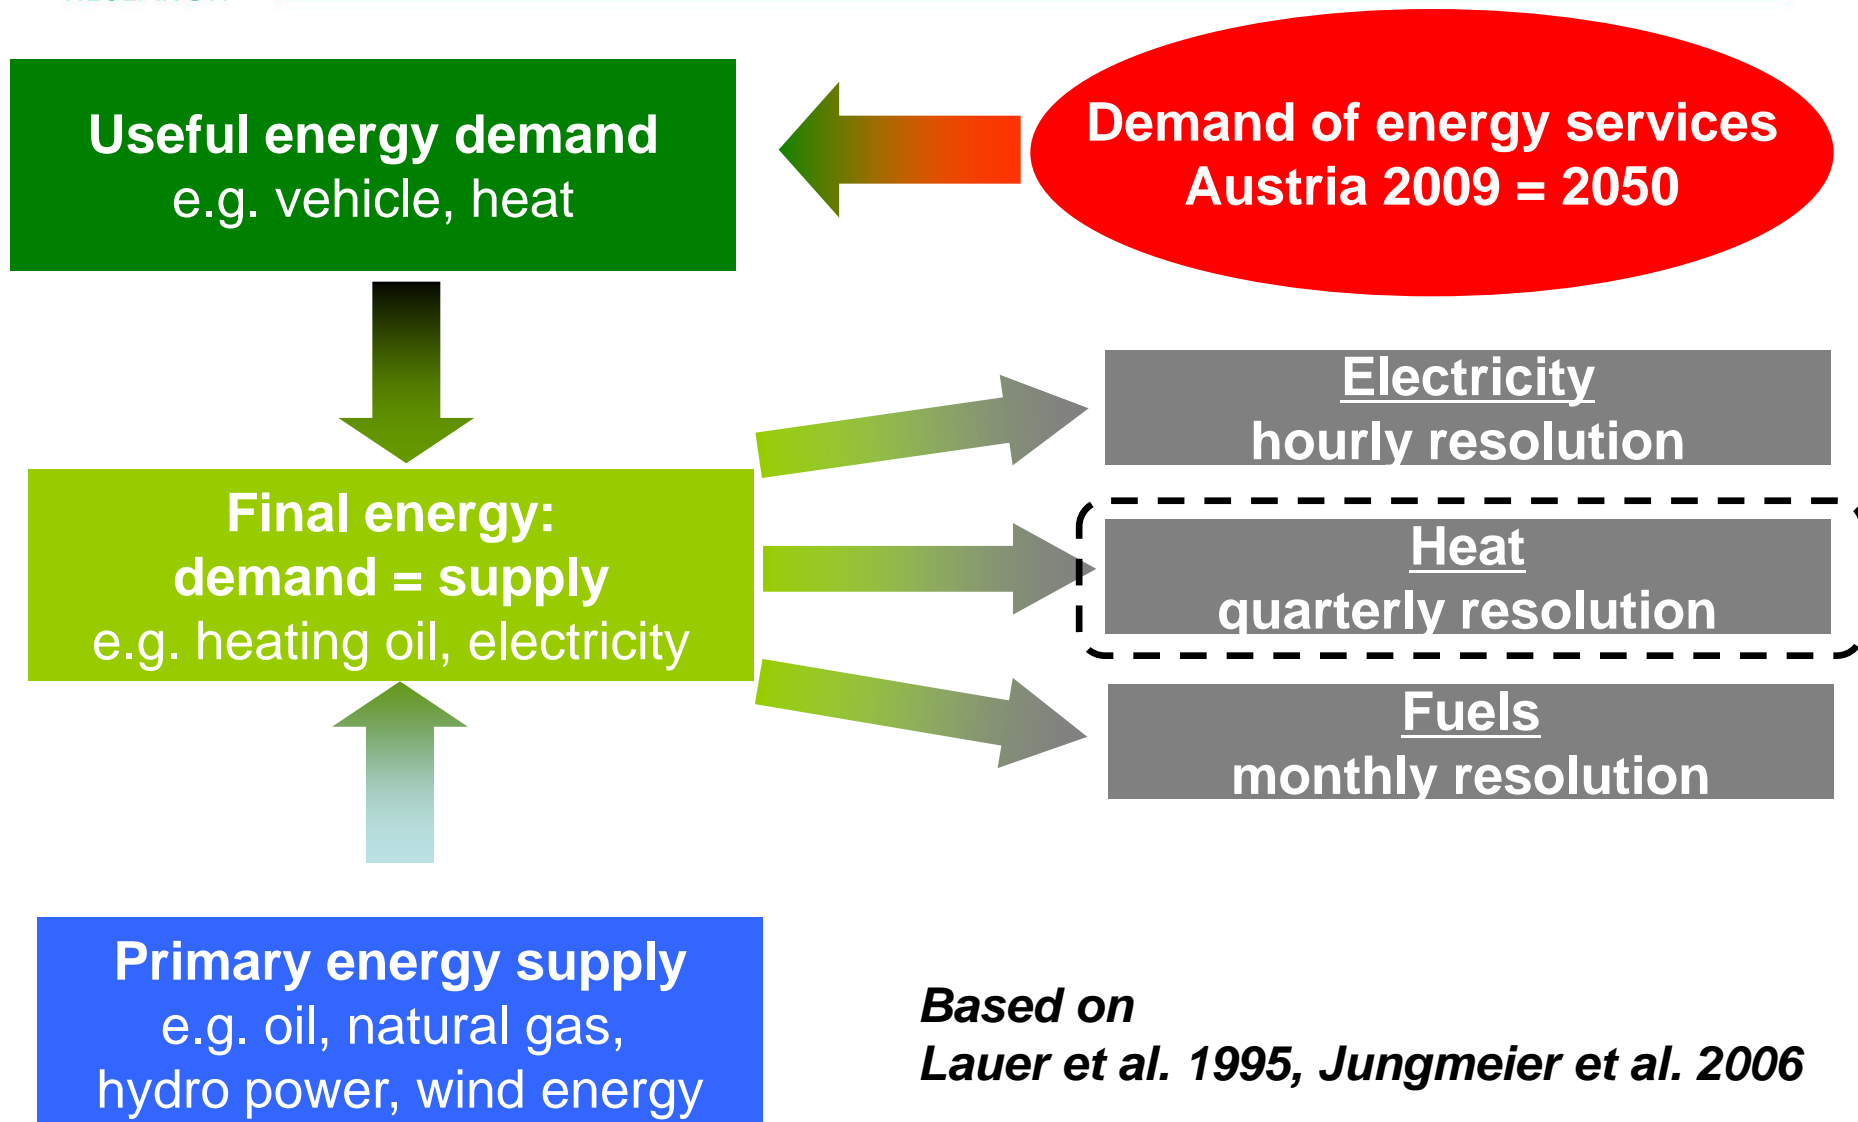 Useful energy demand
e.g. vehicle, heat
Demand of energy services
Austria 2009 = 2050
Final energy:
demand = supply
e.g. heating oil, electricity
Electricity
hourly resolution
Heat
quarterly resolution
Fuels
monthly resolution
Primary energy supply
e.g. oil, natural gas,
hydro power, wind energy
Based on
Lauer et al. 1995, Jungmeier et al. 2006